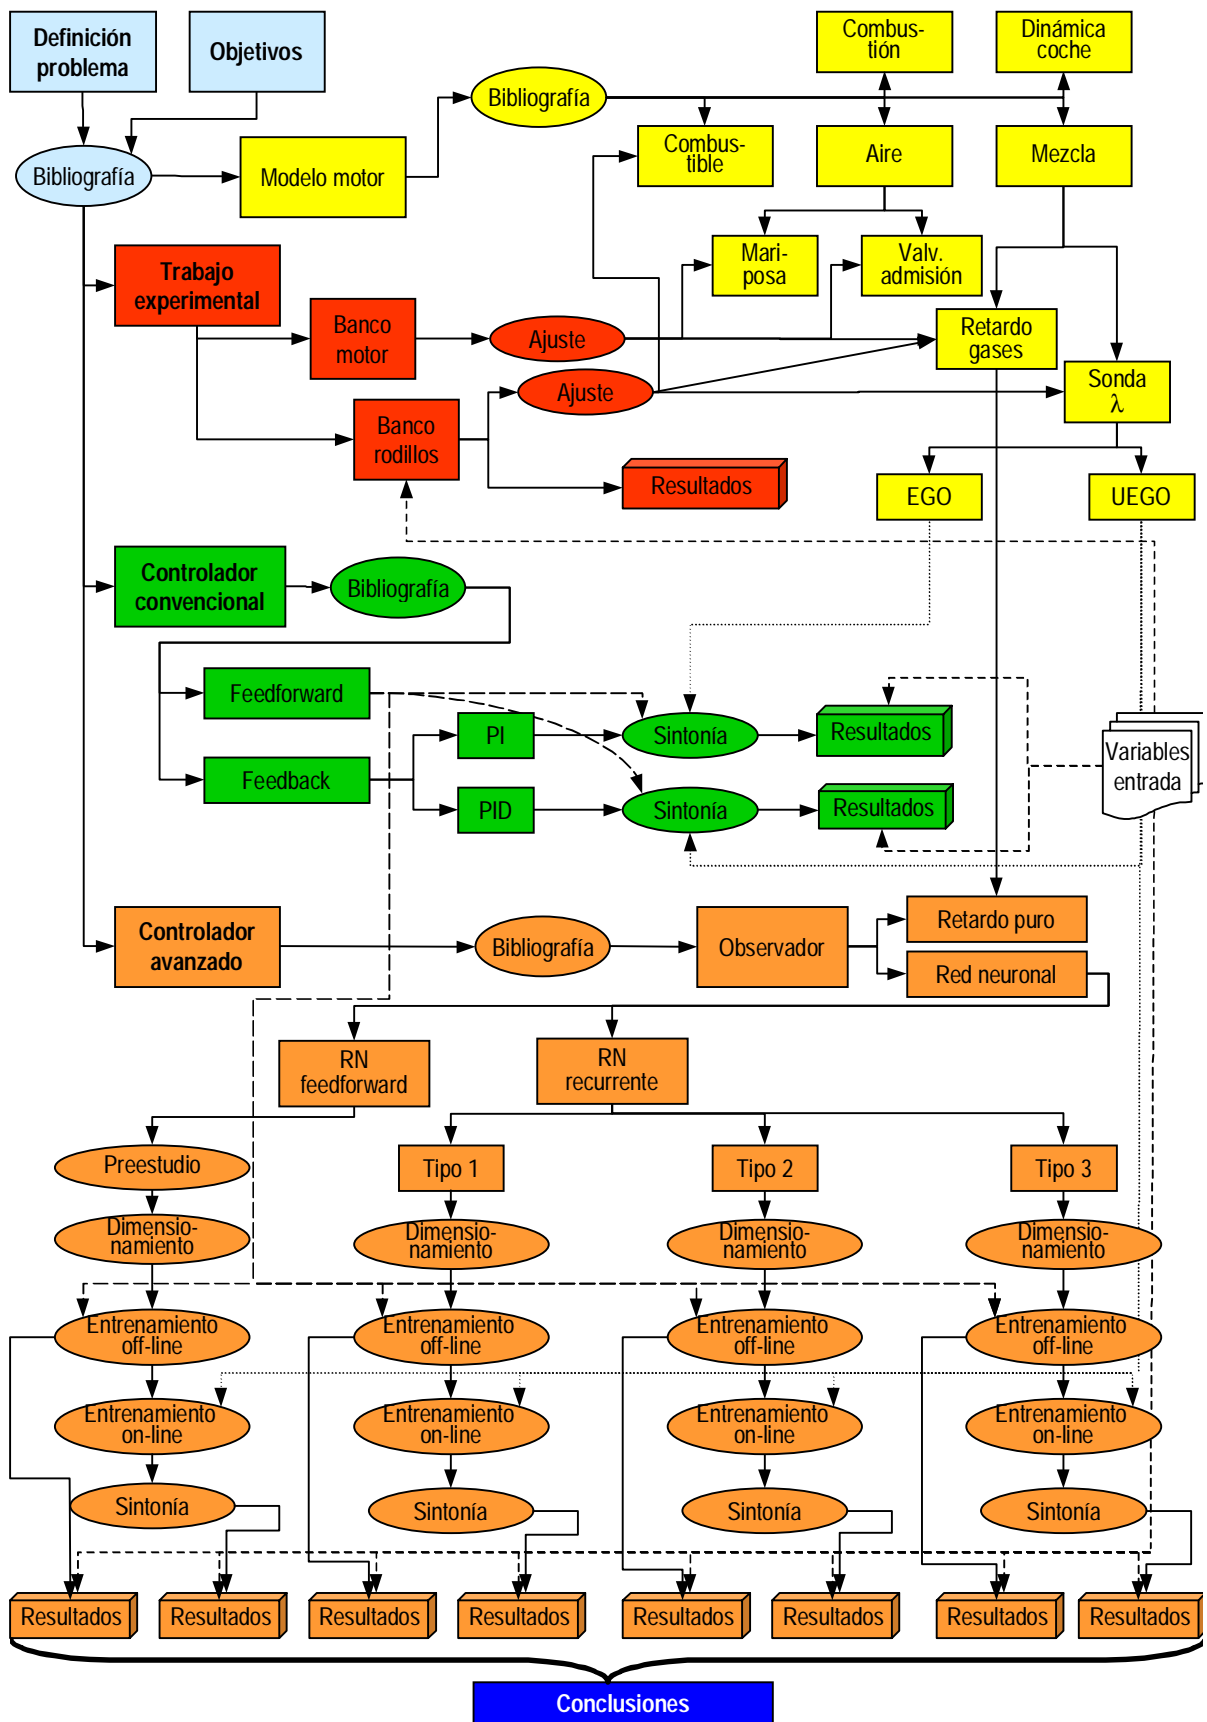 Definición
problema
Objetivos
Combus-
tión
Dinámica
coche
Bibliografía
Bibliografía
Modelo motor
Combus-
tible
Aire
Mezcla
Mari-
posa
Valv.
admisión
Trabajo
experimental
Banco
motor
Ajuste
Retardo
gases
Ajuste
Sonda
λ
Banco
rodillos
Resultados
EGO
UEGO
Controlador
convencional
Bibliografía
Feedforward
PI
Sintonía
Resultados
Variables
entrada
Feedback
PID
Sintonía
Resultados
Controlador
avanzado
Bibliografía
Observador
Retardo puro
Red neuronal
RN
feedforward
RN
recurrente
Preestudio
Tipo 1
Tipo 2
Tipo 3
Dimensio-
namiento
Dimensio-
namiento
Dimensio-
namiento
Dimensio-
namiento
Entrenamiento
off-line
Entrenamiento
off-line
Entrenamiento
off-line
Entrenamiento
off-line
Entrenamiento
on-line
Entrenamiento
on-line
Entrenamiento
on-line
Entrenamiento
on-line
Sintonía
Sintonía
Sintonía
Sintonía
Resultados
Resultados
Resultados
Resultados
Resultados
Resultados
Resultados
Resultados
Conclusiones